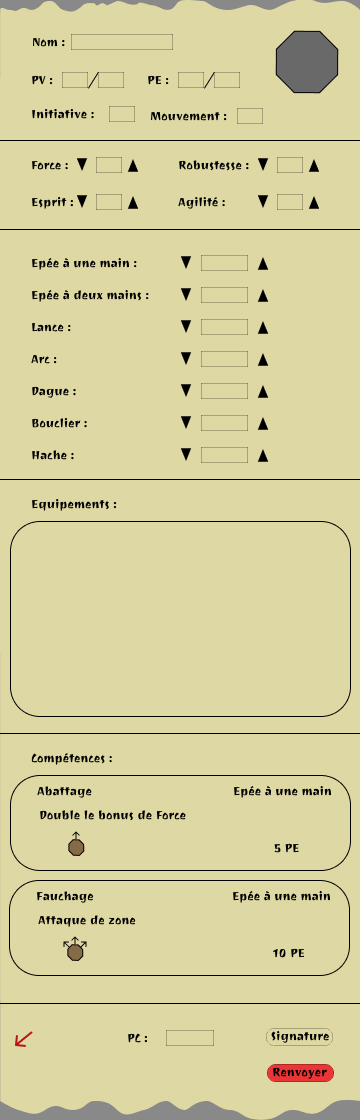 Nom :
PV : / PE : /
Initiative : Mouvement :
Force : Robustesse :
Esprit : Agilité :
Epée à une main :
Epée à deux mains :
Lance :
Arc :
Dague :
Bouclier :
Hache :
Equipements :
Compétences :
Abattage Epée à une main
Double le bonus de Force
5 PE
Fauchage Epée à une main
Attaque de zone
10 PE
PC : Signature
Renvoyer